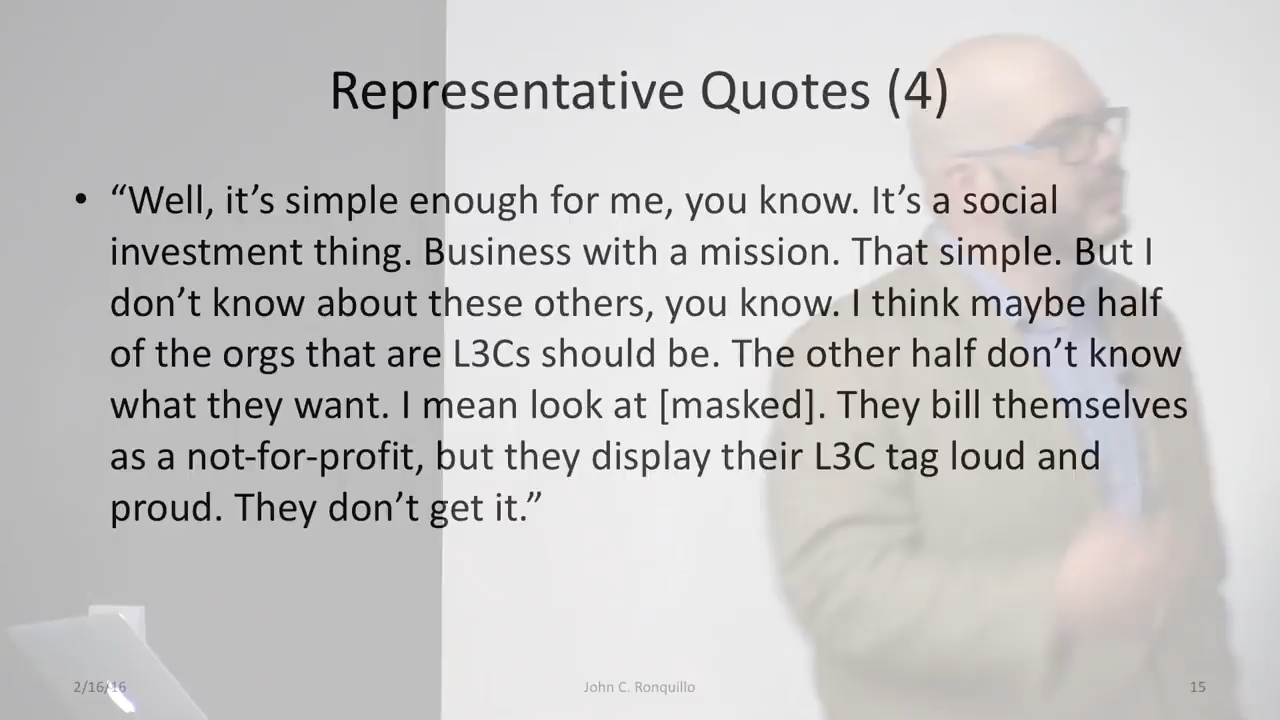 Representative Quotes (4)
• “Well, it’s simple enough for me, you know. It’s a social
investment thing. Business with a mission. That simple. But I
don’t know about these others, you know. I think maybe half
of the orgs that are L3Cs should be. The other half don’t know
what they want. I mean look at [masked]. They bill themselves
as a not-for-profit, but they display their L3C tag loud and
proud. They don’t get it.”
2/16/16 John C. Ronquillo 15